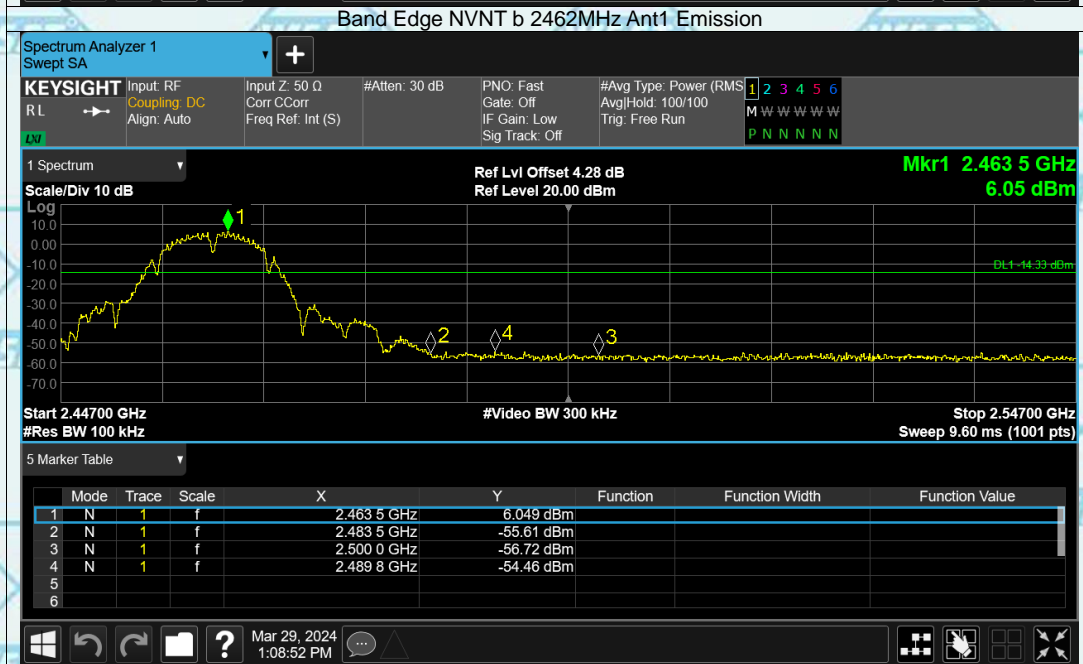 Band Edge NVNT b 2462MHz Ant1 Emission
Spectrum Analyzer 1
Swept SA
+
KEYSIGHT
RL
LXI
Input: RF
Coupling: DC
Align: Auto
Input Z: 50 Ω
Corr CCorr
Freq Ref: Int (S)
#Atten: 30 dB
PNO: Fast
Gate: Off
IF Gain: Low
Sig Track: Off
#Avg Type: Power (RMS
Avg|Hold: 100/100
Trig: Free Run
1 2 3 4 5 6
M W W W W W
P N N N N N
1 Spectrum
Scale/Div 10 dB
Ref Lvl Offset 4.28 dB
Ref Level 20.00 dBm
Mkr1 2.463 5 GHz
6.05 dBm
Log
10.0
0.00
-10.0
-20.0
-30.0
-40.0
-50.0
-60.0
-70.0
1
DL1 -14.33 dBm
2
4
3
Start 2.44700 GHz
#Video BW 300 kHz
Stop 2.54700 GHz
#Res BW 100 kHz
Sweep 9.60 ms (1001 pts)
5 Marker Table
Mode Trace Scale X Y Function Function Width Function Value
1 N 1 f 2.463 5 GHz 6.049 dBm
2 N 1 f 2.483 5 GHz -55.61 dBm
3 N 1 f 2.500 0 GHz -56.72 dBm
4 N 1 f 2.489 8 GHz -54.46 dBm
5
6
?
Mar 29, 2024
1:08:52 PM